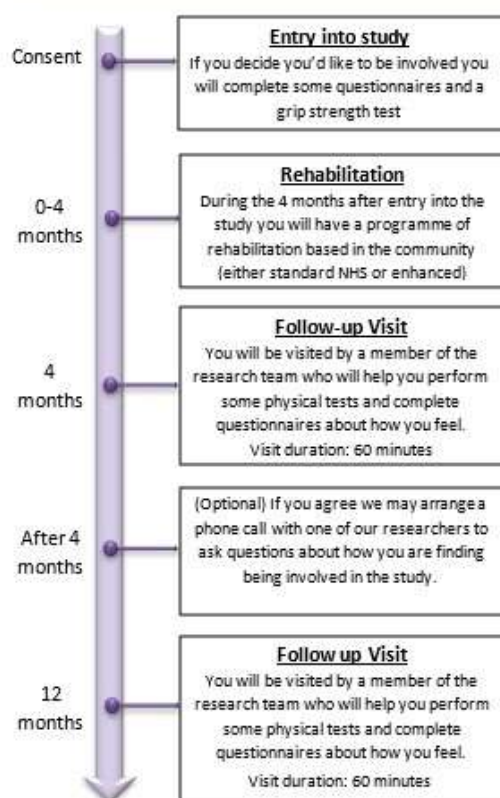 Consent
Entry into study
If you decide you'd like to be involved you
will complete some questionnaires and a
grip strength test
0-4
months
Rehabilitation
During the 4 months after entry into the
study you will have a programme of
rehabilitation based in the community
(either standard NHS or enhanced)
4
months
Follow-up Visit
You will be visited by a member of the
research team who will help you perform
some physical tests and complete
questionnaires about how you feel.
Visit duration: 60 minutes
After 4
months
(Optional) If you agree we may arrange a
phone call with one of our researchers to
ask questions about how you are finding
being involved in the study.
12
months
Follow up Visit
You will be visited by a member of the
research team who will help you perform
some physical tests and complete
questionnaires about how you feel.
Visit duration: 60 minutes